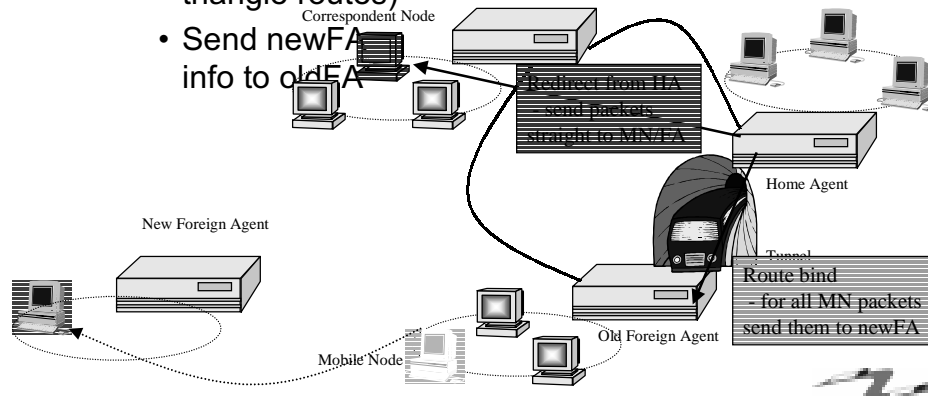 triangle routes)
Correspondent Node
• Send newFA
info to oldFA
Redirect from HA
- send packets
straight to MN/FA
Home Agent
New Foreign Agent
Tunnel
Route bind
- for all MN packets
send them to newFA
Old Foreign Agent
Mobile Node